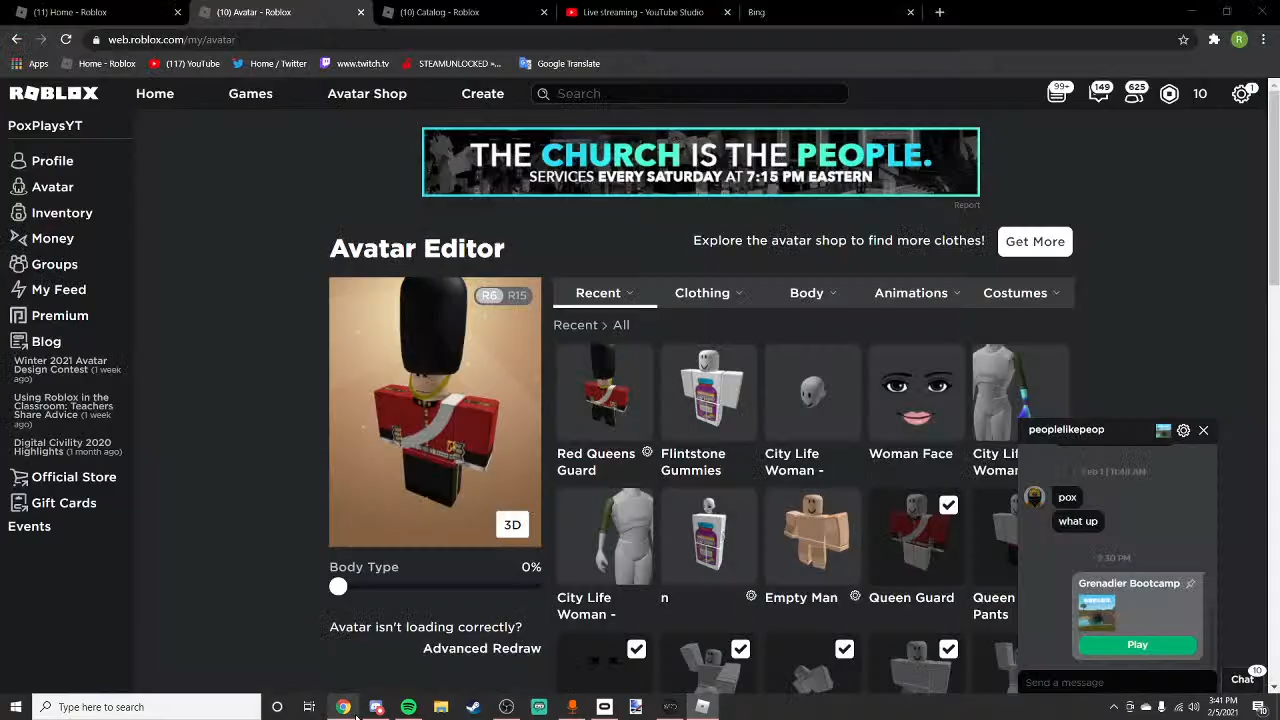 (11) Home - Roblox
(10) Avatar - Roblox
(10) Catalog - Roblox
Live streaming - YouTube Studio
Bing
web.roblox.com/my/avatar
R
Apps
Home - Roblox
(117) YouTube
Home / Twitter
www.twitch.tv
STEAMUNLOCKED »...
Google Translate
ROBLOX
Home
Games
Avatar Shop
Create
Search
99+
149
625
10
1
PoxPlaysYT
THE CHURCH IS THE PEOPLE.
SERVICES EVERY SATURDAY AT 7:15 PM EASTERN
Report
Profile
Avatar
Inventory
Money
Groups
My Feed
Premium
Blog
Winter 2021 Avatar
Design Contest (1 week
ago)
Using Roblox in the
Classroom: Teachers
Share Advice (1 week
ago)
Digital Civility 2020
Highlights (1 month ago)
Official Store
Gift Cards
Events
Avatar Editor
Explore the avatar shop to find more clothes!
Get More
R6 R15
3D
Body Type 0%
Avatar isn't loading correctly?
Advanced Redraw
Recent
Clothing
Body
Animations
Costumes
Recent > All
Red Queens
Guard
Flintstone
Gummies
City Life
Woman -
Woman Face
City Life
Woman
City Life
Woman -
n
Empty Man
Queen Guard
Queen
Pants
peoplelikepeop
pox
what up
2:30 PM
Grenadier Bootcamp
Play
Send a message
Chat
10
Type here to search
3:41 PM
2/5/2021